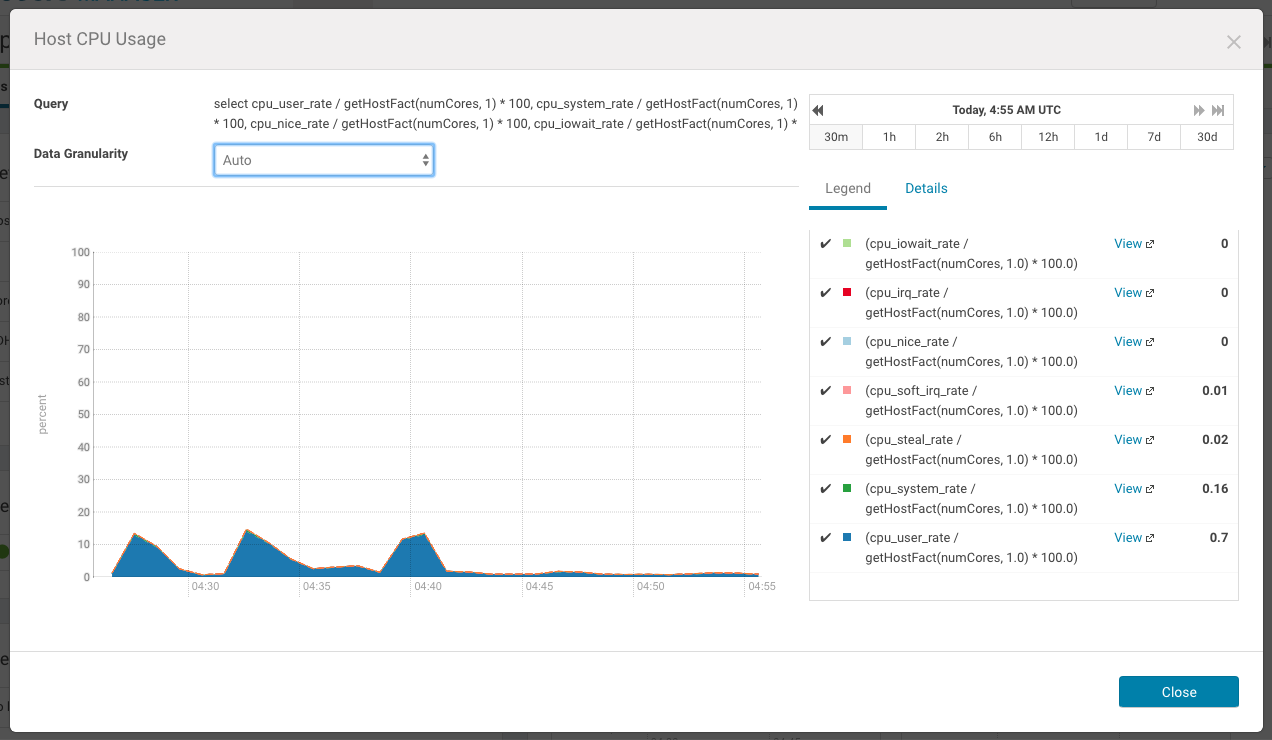 Host CPU Usage
Query
select cpu_user_rate / getHostFact(numCores, 1) * 100, cpu_system_rate / getHostFact(numCores, 1)
* 100, cpu_nice_rate / getHostFact(numCores, 1) * 100, cpu_iowait_rate / getHostFact(numCores, 1) *
Data Granularity
Auto
Today, 4:55 AM UTC
30m 1h 2h 6h 12h 1d 7d 30d
Legend Details
100
90
80
70
60
50
40
30
20
10
0
percent
04:30 04:35 04:40 04:45 04:50 04:55
(cpu_iowait_rate / View 0
getHostFact(numCores, 1.0) * 100.0)
(cpu_irq_rate / View 0
getHostFact(numCores, 1.0) * 100.0)
(cpu_nice_rate / View 0
getHostFact(numCores, 1.0) * 100.0)
(cpu_soft_irq_rate / View 0.01
getHostFact(numCores, 1.0) * 100.0)
(cpu_steal_rate / View 0.02
getHostFact(numCores, 1.0) * 100.0)
(cpu_system_rate / View 0.16
getHostFact(numCores, 1.0) * 100.0)
(cpu_user_rate / View 0.7
getHostFact(numCores, 1.0) * 100.0)
Close